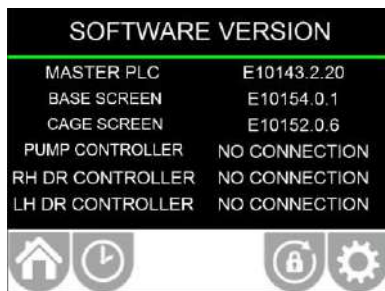 SOFTWARE VERSION
MASTER PLC E10143.2.20
BASE SCREEN E10154.0.1
CAGE SCREEN E10152.0.6
PUMP CONTROLLER NO CONNECTION
RH DR CONTROLLER NO CONNECTION
LH DR CONTROLLER NO CONNECTION